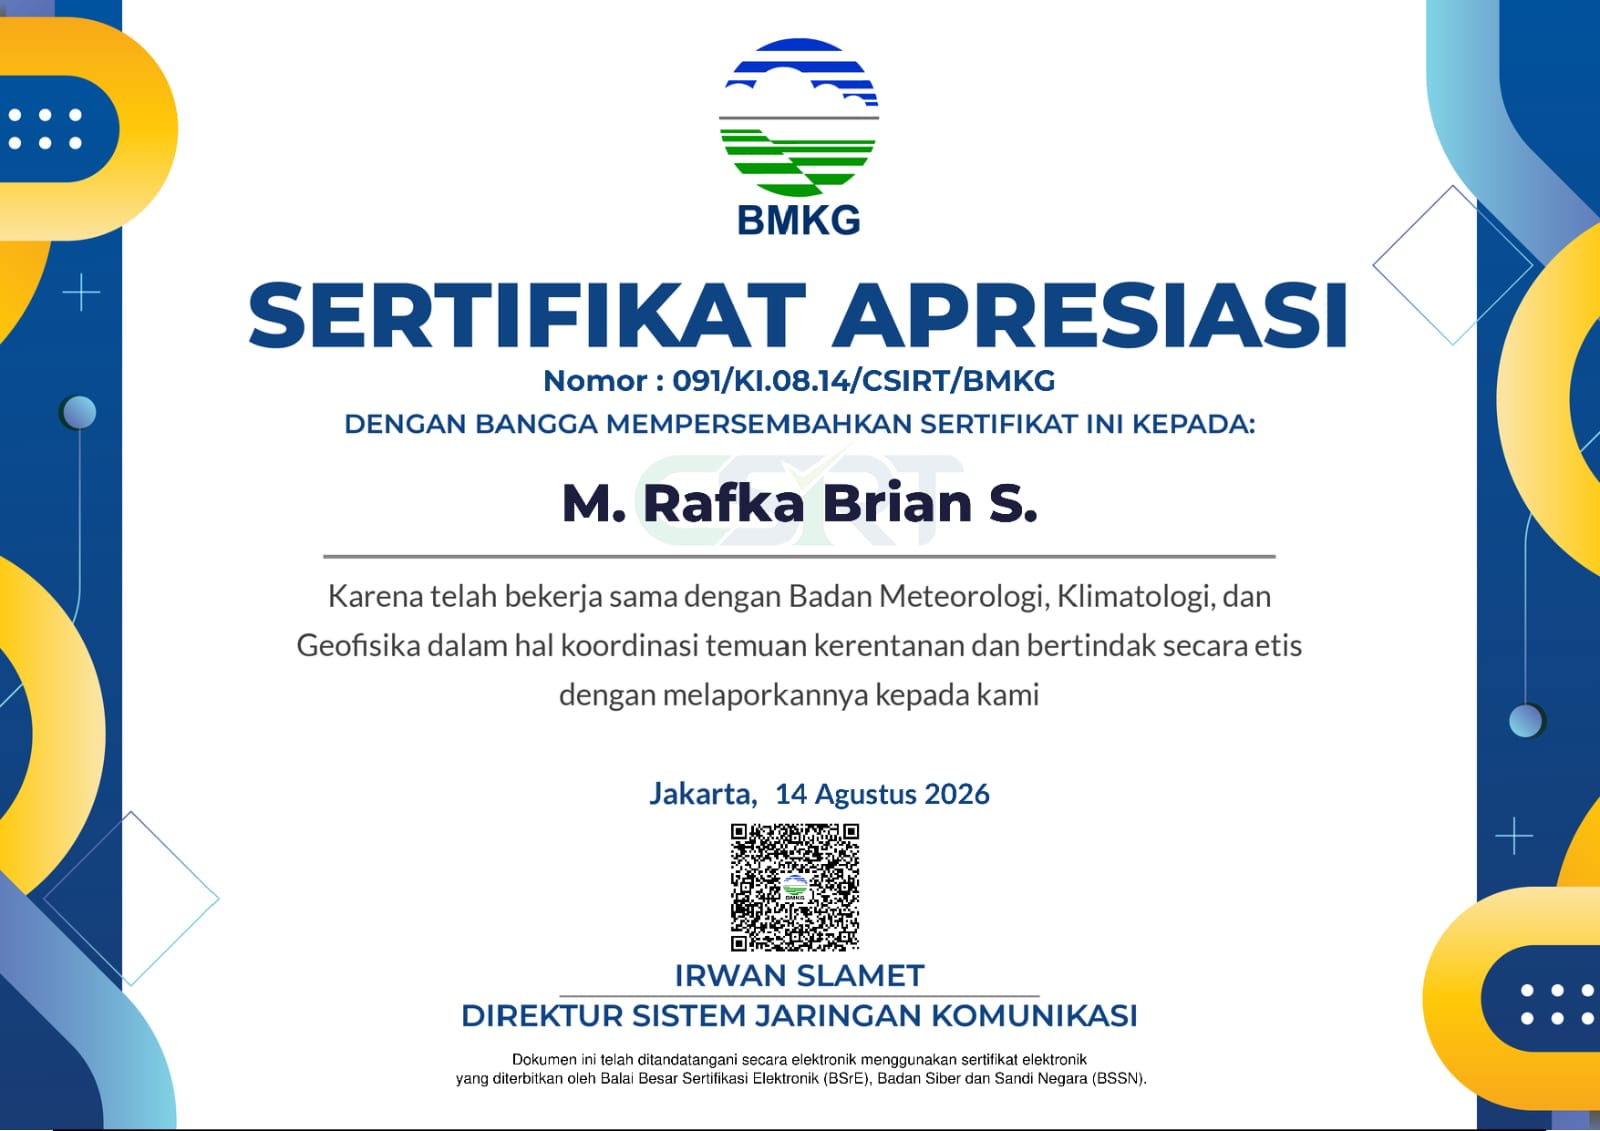 BMKG
SERTIFIKAT APRESIASI
Nomor : 091/KI.08.14/CSIRT/BMKG
DENGAN BANGGA MEMPERSEMBAHKAN SERTIFIKAT INI KEPADA:
CSIRT
M. Rafka Brian S.
Karena telah bekerja sama dengan Badan Meteorologi, Klimatologi, dan
Geofisika dalam hal koordinasi temuan kerentanan dan bertindak secara etis
dengan melaporkannya kepada kami
Jakarta, 14 Agustus 2026
BMKG
IRWAN SLAMET
DIREKTUR SISTEM JARINGAN KOMUNIKASI
Dokumen ini telah ditandatangani secara elektronik menggunakan sertifikat elektronik
yang diterbitkan oleh Balai Besar Sertifikasi Elektronik (BSrE), Badan Siber dan Sandi Negara (BSSN).